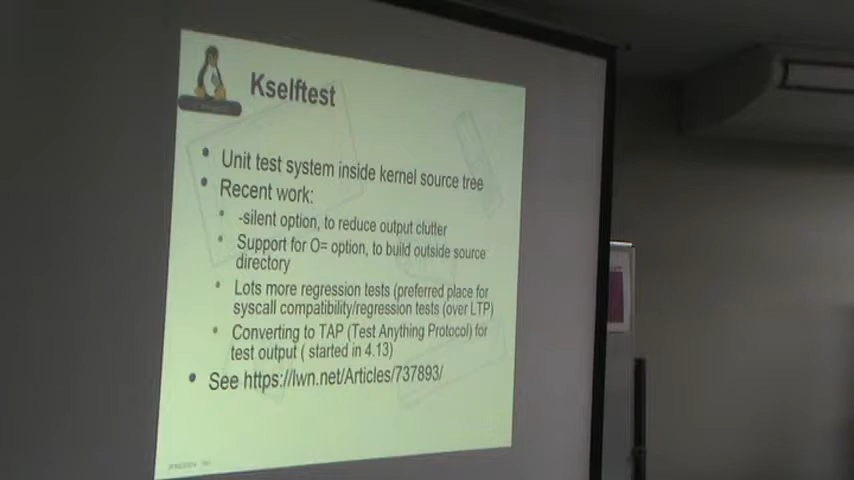 Kselftest
• Unit test system inside kernel source tree
• Recent work:
• -silent option, to reduce output clutter
• Support for O= option, to build outside source
directory
• Lots more regression tests (preferred place for
syscall compatibility/regression tests (over LTP)
• Converting to TAP (Test Anything Protocol) for
test output ( started in 4.13)
• See https://lwn.net/Articles/737893/